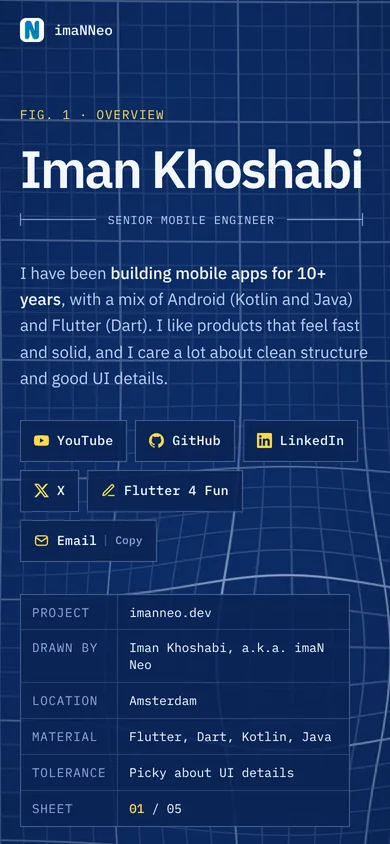 N imaNNeo
FIG. 1 · OVERVIEW
Iman Khoshabi
SENIOR MOBILE ENGINEER
I have been building mobile apps for 10+
years, with a mix of Android (Kotlin and Java)
and Flutter (Dart). I like products that feel fast
and solid, and I care a lot about clean structure
and good UI details.
YouTube GitHub LinkedIn
X Flutter 4 Fun
Email | Copy
PROJECT imanneo.dev
DRAWN BY Iman Khoshabi, a.k.a. imaN
Neo
LOCATION Amsterdam
MATERIAL Flutter, Dart, Kotlin, Java
TOLERANCE Picky about UI details
SHEET 01 / 05